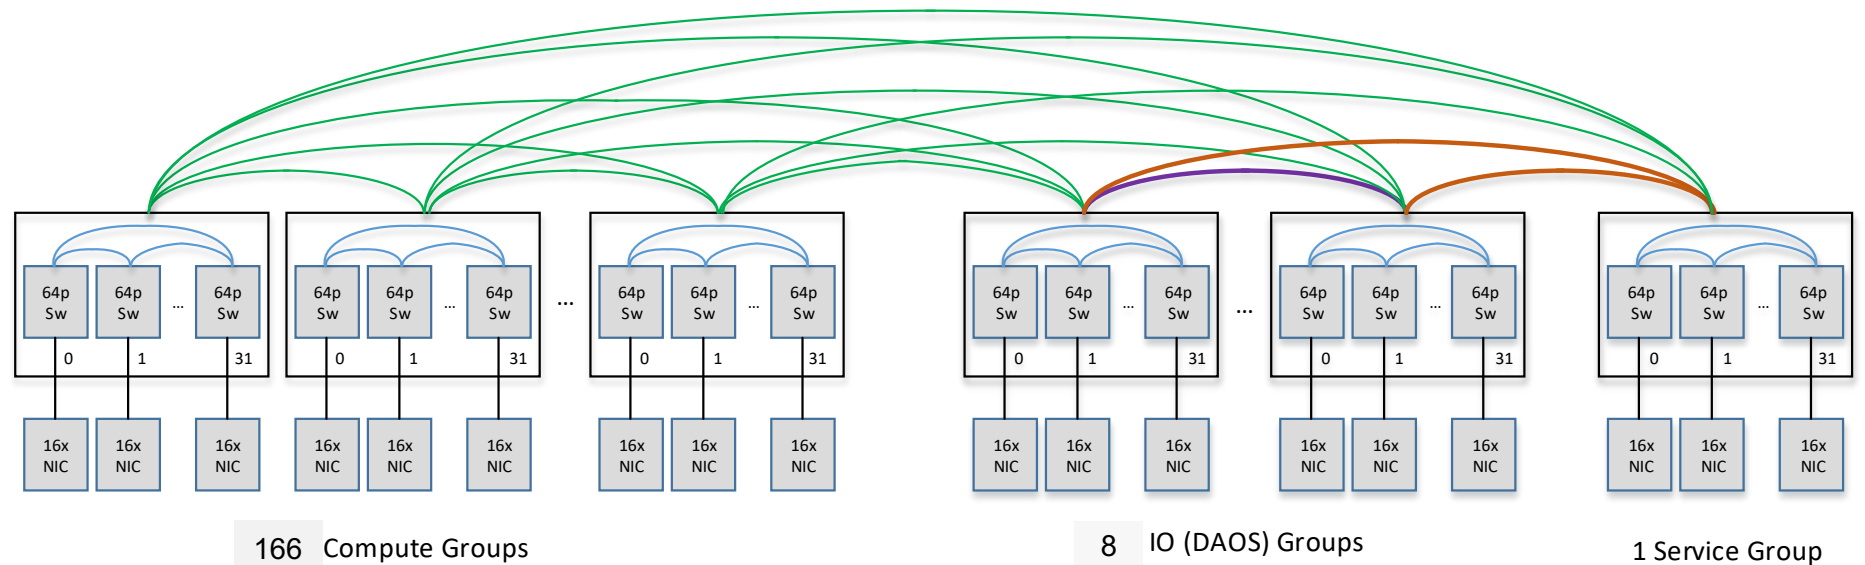 64p 64p 64p 64p 64p 64p 64p 64p 64p 64p 64p 64p 64p 64p 64p 64p 64p 64p
Sw Sw ... Sw Sw Sw ... Sw ... Sw Sw ... Sw Sw Sw ... Sw ... Sw Sw ... Sw Sw Sw ... Sw
0 1 31 0 1 31 0 1 31 0 1 31 0 1 31 0 1 31
16x 16x 16x 16x 16x 16x 16x 16x 16x 16x 16x 16x 16x 16x 16x 16x 16x 16x
NIC NIC NIC NIC NIC NIC NIC NIC NIC NIC NIC NIC NIC NIC NIC NIC NIC NIC
166 Compute Groups
8 IO (DAOS) Groups
1 Service Group